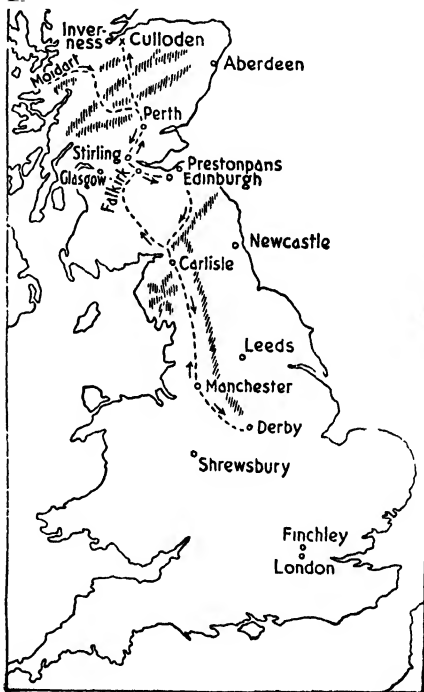 Inver-
ness
Culloden
Moidart
Aberdeen
Perth
Stirling
Prestonpans
Glasgow
Falkirk
Edinburgh
Newcastle
Carlisle
Leeds
Manchester
Derby
Shrewsbury
Finchley
London